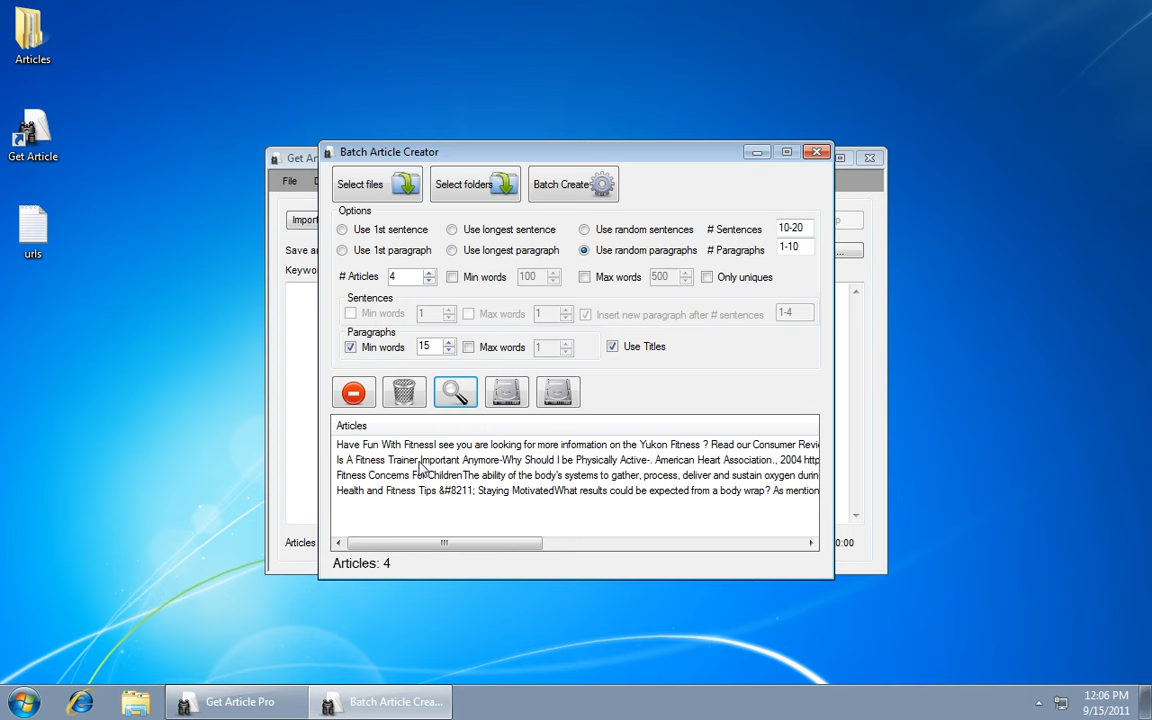 Articles
Get Article
urls
Get Ar
File
D
Import
p
Save ar
...
Keywo
Articles
0:00
Batch Article Creator
Select files
Select folders
Batch Create
Options
Use 1st sentence
Use longest sentence
Use random sentences
# Sentences
10-20
Use 1st paragraph
Use longest paragraph
Use random paragraphs
# Paragraphs
1-10
# Articles
4
Min words
100
Max words
500
Only uniques
Sentences
Min words
1
Max words
1
Insert new paragraph after # sentences
1-4
Paragraphs
Min words
15
Max words
1
Use Titles
Articles
Have Fun With FitnessI see you are looking for more information on the Yukon Fitness ? Read our Consumer Revie
Is A Fitness Trainer Important Anymore-Why Should I be Physically Active-. American Heart Association., 2004 http
Fitness Concerns For ChildrenThe ability of the body's systems to gather, process, deliver and sustain oxygen durin
Health and Fitness Tips &#8211; Staying MotivatedWhat results could be expected from a body wrap? As mention
Articles: 4
Get Article Pro
Batch Article Crea...
12:06 PM
9/15/2011